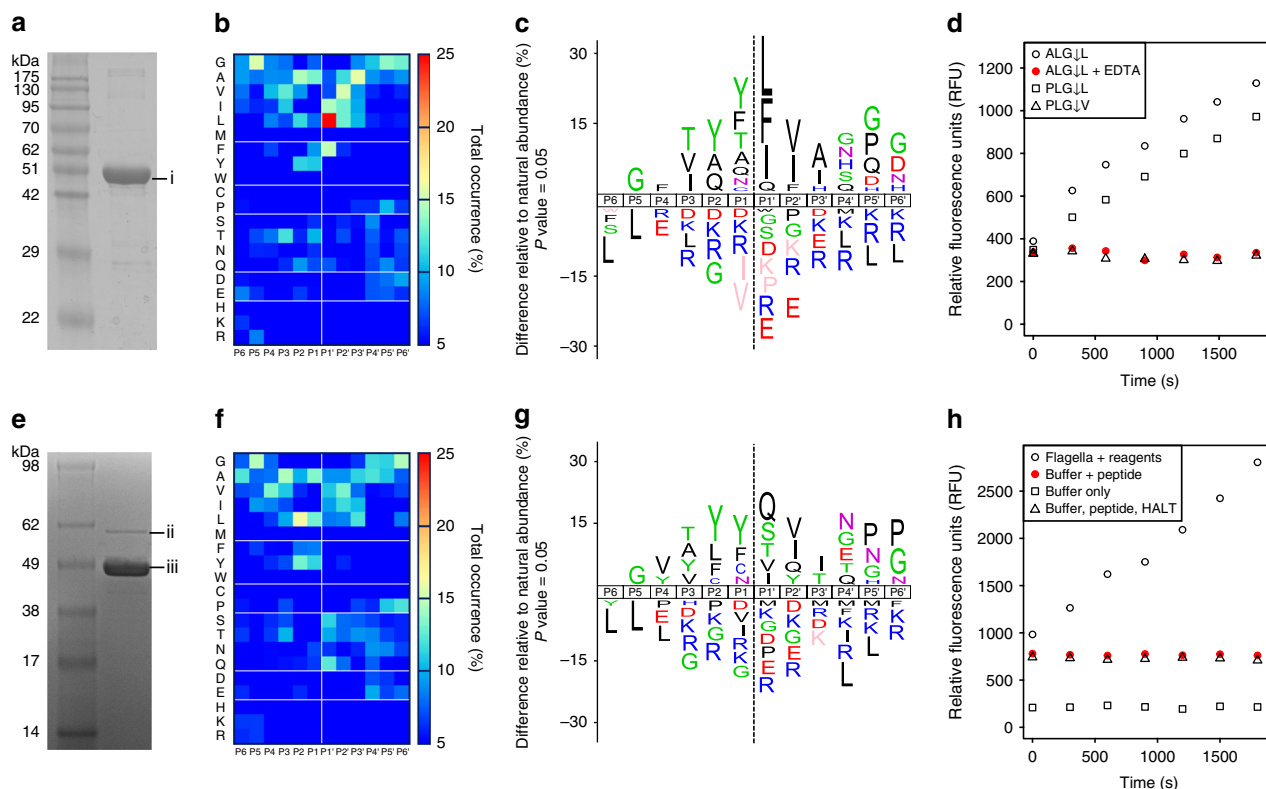 a
kDa
175
130
95
70
62
51
42
29
22
i
b
G
A
V
I
L
M
F
Y
W
C
P
S
T
N
Q
D
E
H
K
R
P6 P5 P4 P3 P2 P1 P1' P2' P3' P4' P5' P6'
25
20
15
10
5
Total occurrence (%)
c
Difference relative to natural abundance (%)
P value = 0.05
30
15
−15
−30
P6 P5 P4 P3 P2 P1 P1' P2' P3' P4' P5' P6'
d
ALG↓L
ALG↓L + EDTA
PLG↓L
PLG↓V
Relative fluorescence units (RFU)
1200
1000
800
600
400
200
0
0 500 1000 1500
Time (s)
e
kDa
98
62
49
38
17
14
ii
iii
f
G
A
V
I
L
M
F
Y
W
C
P
S
T
N
Q
D
E
H
K
R
P6 P5 P4 P3 P2 P1 P1' P2' P3' P4' P5' P6'
25
20
15
10
5
Total occurrence (%)
g
Difference relative to natural abundance (%)
P value = 0.05
30
15
−15
−30
P6 P5 P4 P3 P2 P1 P1' P2' P3' P4' P5' P6'
h
Flagella + reagents
Buffer + peptide
Buffer only
Buffer, peptide, HALT
Relative fluorescence units (RFU)
2500
2000
1500
1000
500
0
0 500 1000 1500
Time (s)